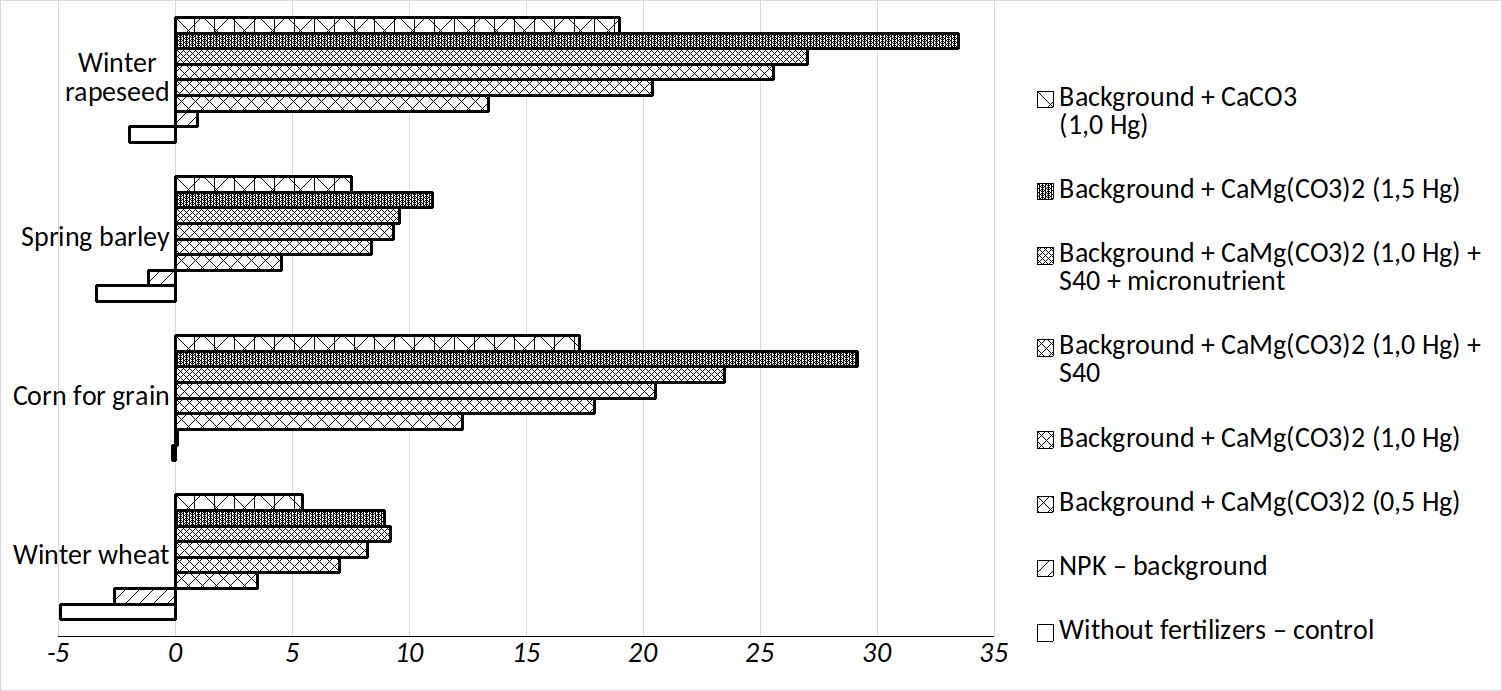 Winter
rapeseed
Spring barley
Corn for grain
Winter wheat
-5 0 5 10 15 20 25 30 35
Background + CaCO3
(1,0 Hg)
Background + CaMg(CO3)2 (1,5 Hg)
Background + CaMg(CO3)2 (1,0 Hg) +
S40 + micronutrient
Background + CaMg(CO3)2 (1,0 Hg) +
S40
Background + CaMg(CO3)2 (1,0 Hg)
Background + CaMg(CO3)2 (0,5 Hg)
NPK – background
Without fertilizers – control